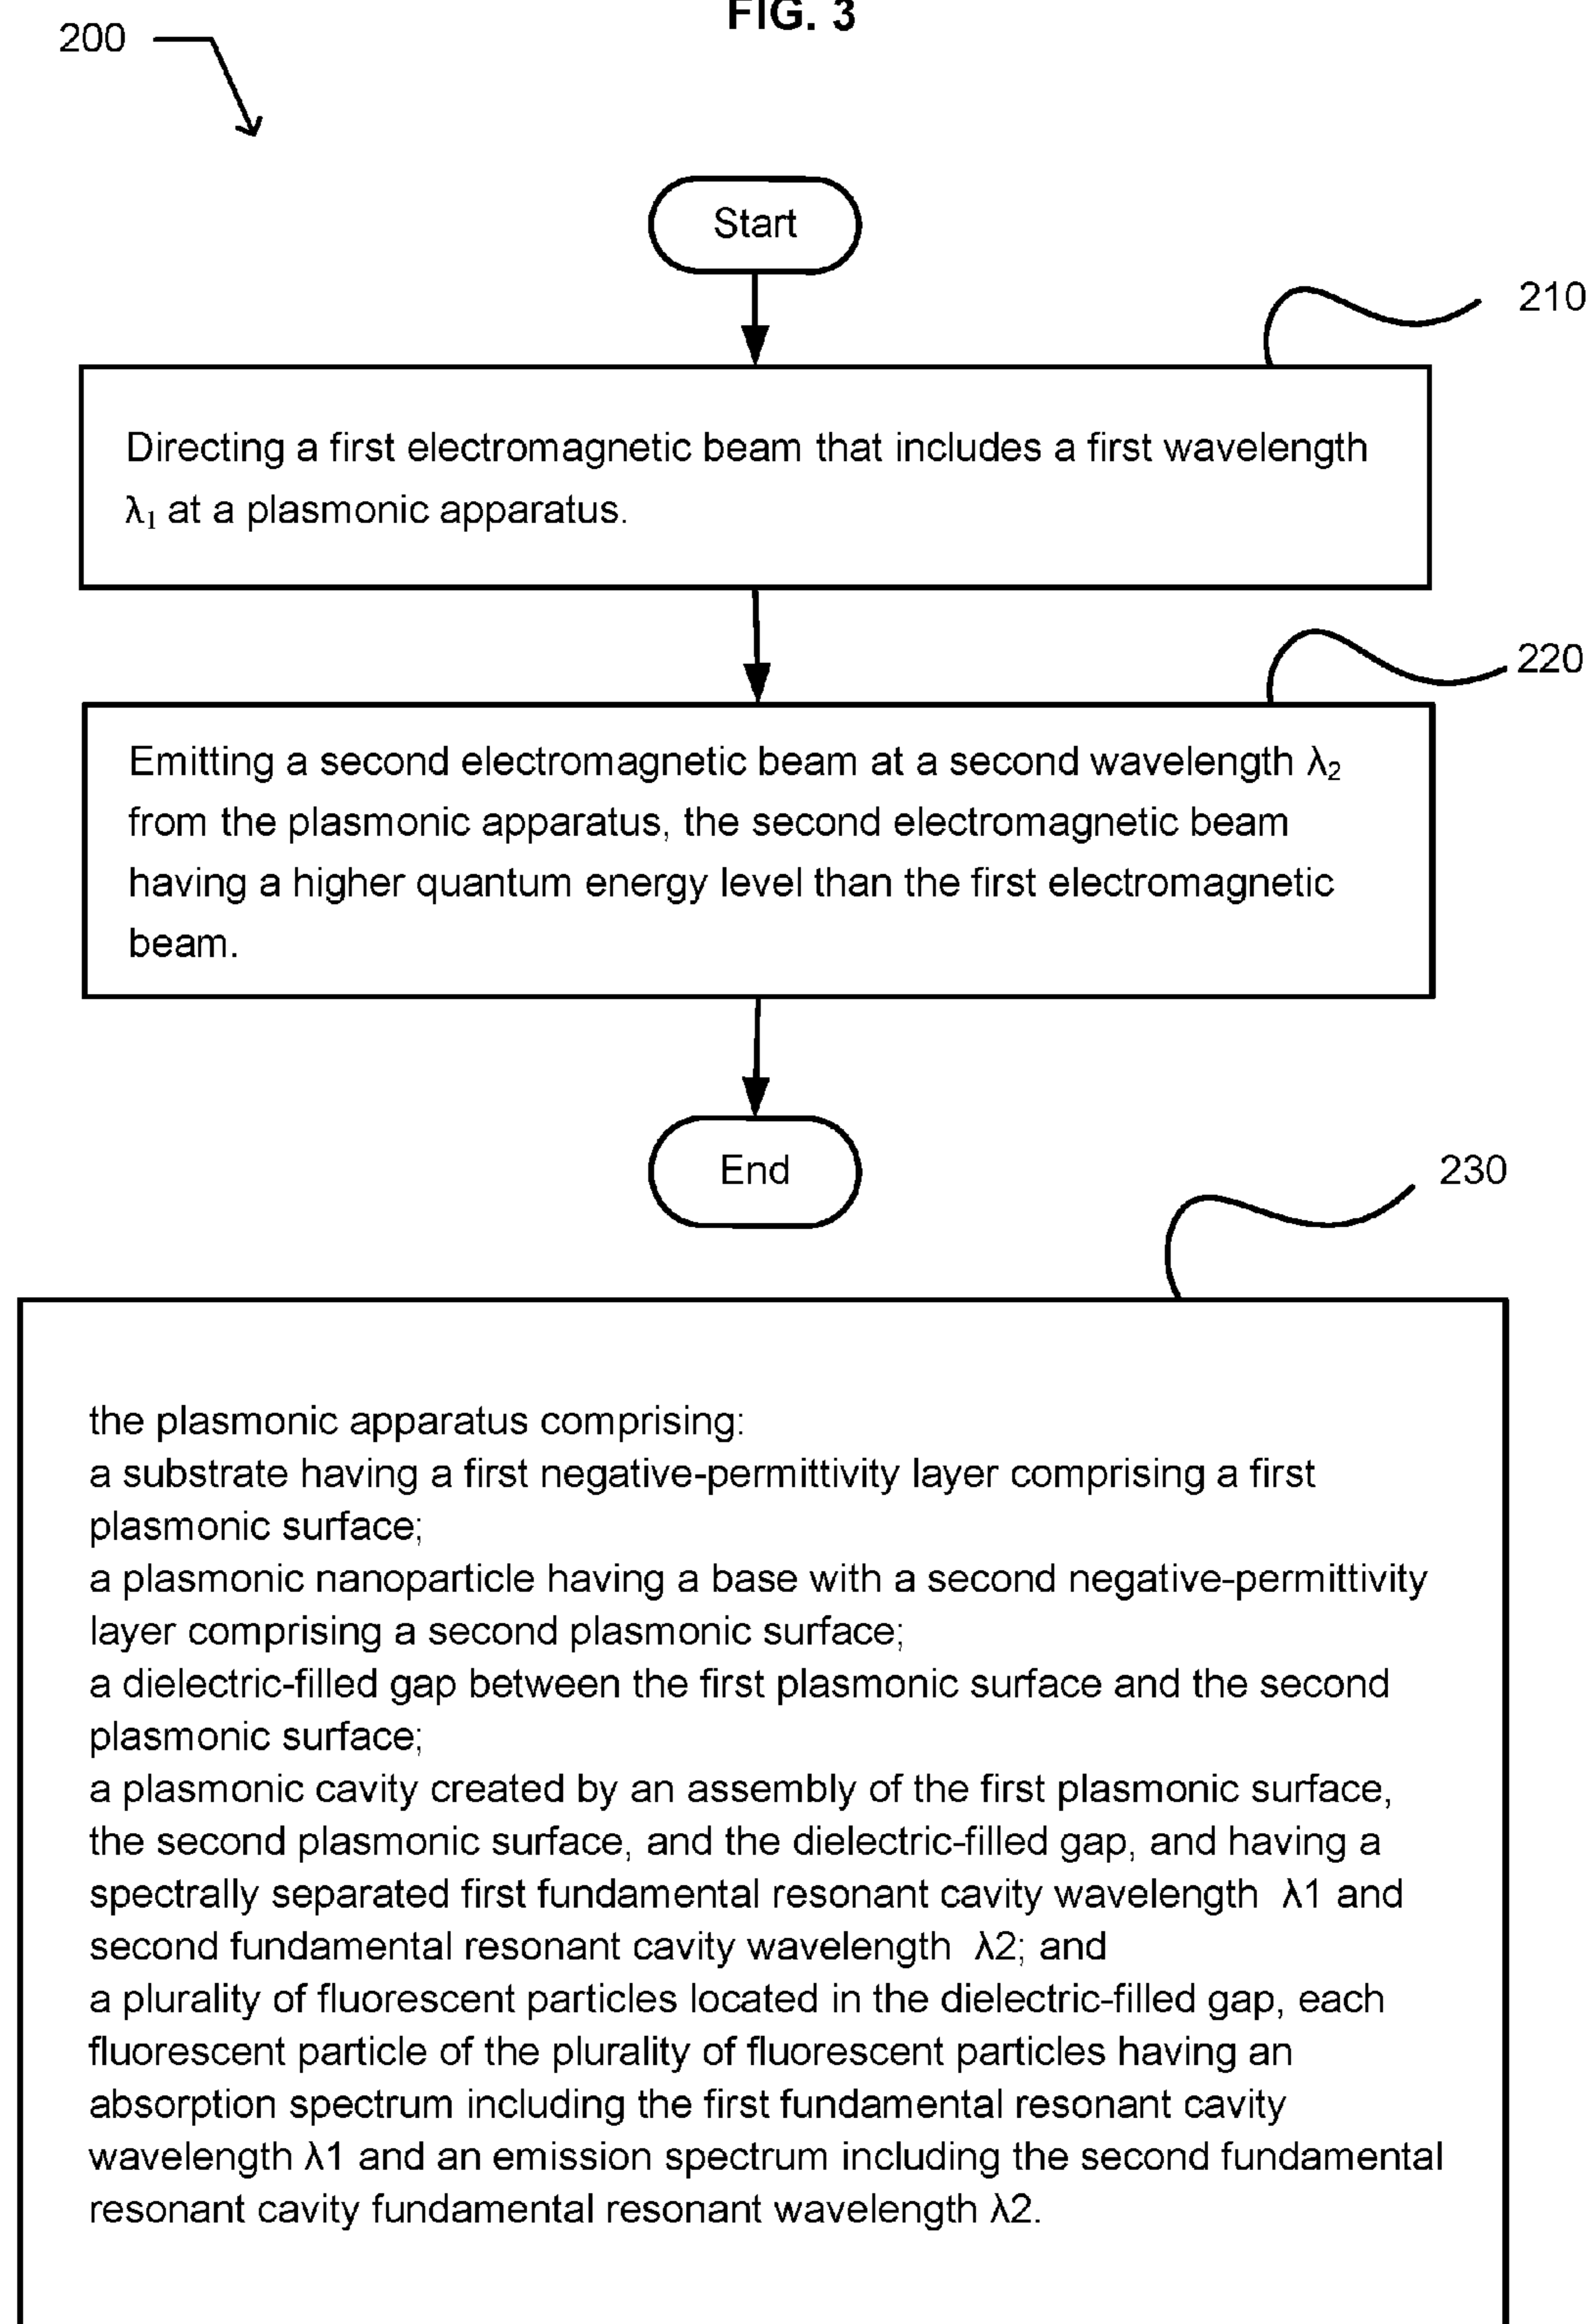 FIG. 3
200
Start
210
Directing a first electromagnetic beam that includes a first wavelength
λ₁ at a plasmonic apparatus.
220
Emitting a second electromagnetic beam at a second wavelength λ₂
from the plasmonic apparatus, the second electromagnetic beam
having a higher quantum energy level than the first electromagnetic
beam.
End
230
the plasmonic apparatus comprising:
a substrate having a first negative-permittivity layer comprising a first
plasmonic surface;
a plasmonic nanoparticle having a base with a second negative-permittivity
layer comprising a second plasmonic surface;
a dielectric-filled gap between the first plasmonic surface and the second
plasmonic surface;
a plasmonic cavity created by an assembly of the first plasmonic surface,
the second plasmonic surface, and the dielectric-filled gap, and having a
spectrally separated first fundamental resonant cavity wavelength λ1 and
second fundamental resonant cavity wavelength λ2; and
a plurality of fluorescent particles located in the dielectric-filled gap, each
fluorescent particle of the plurality of fluorescent particles having an
absorption spectrum including the first fundamental resonant cavity
wavelength λ1 and an emission spectrum including the second fundamental
resonant cavity fundamental resonant wavelength λ2.